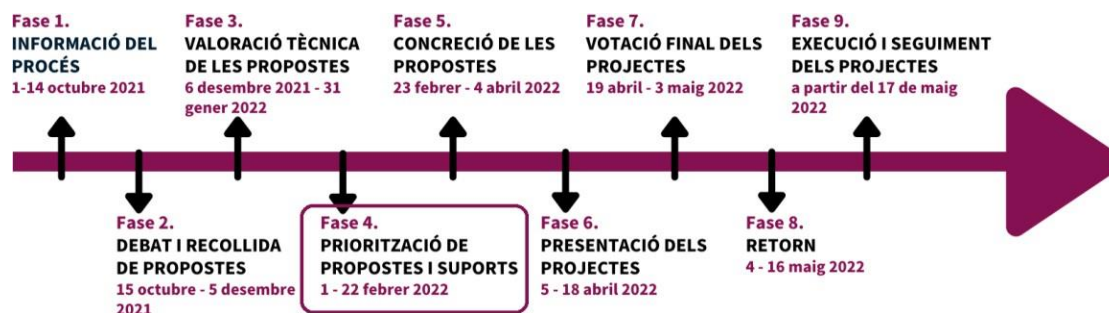 Fase 1.
INFORMACIÓ DEL
PROCÉS
1-14 octubre 2021
Fase 3.
VALORACIÓ TÈCNICA
DE LES PROPOSTES
6 desembre 2021 - 31
gener 2022
Fase 5.
CONCRECIÓ DE LES
PROPOSTES
23 febrer - 4 abril 2022
Fase 7.
VOTACIÓ FINAL DELS
PROJECTES
19 abril - 3 maig 2022
Fase 9.
EXECUCIÓ I SEGUIMENT
DELS PROJECTES
a partir del 17 de maig
2022
Fase 2.
DEBAT I RECOLLIDA
DE PROPOSTES
15 octubre - 5 desembre
2021
Fase 4.
PRIORITZACIÓ DE
PROPOSTES I SUPORTS
1 - 22 febrer 2022
Fase 6.
PRESENTACIÓ DELS
PROJECTES
5 - 18 abril 2022
Fase 8.
RETORN
4 - 16 maig 2022